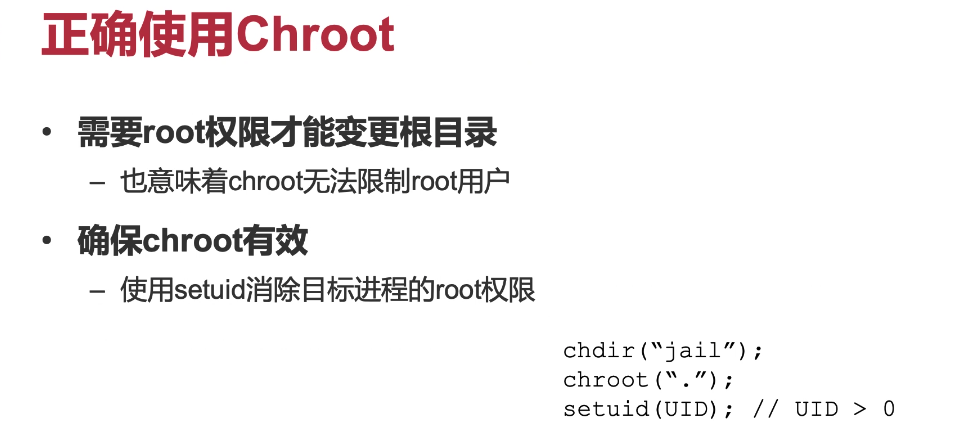 正确使用Chroot
• 需要root权限才能变更根目录
– 也意味着chroot无法限制root用户
• 确保chroot有效
– 使用setuid消除目标进程的root权限
chdir(“jail”);
chroot(“.”);
setuid(UID); // UID > 0